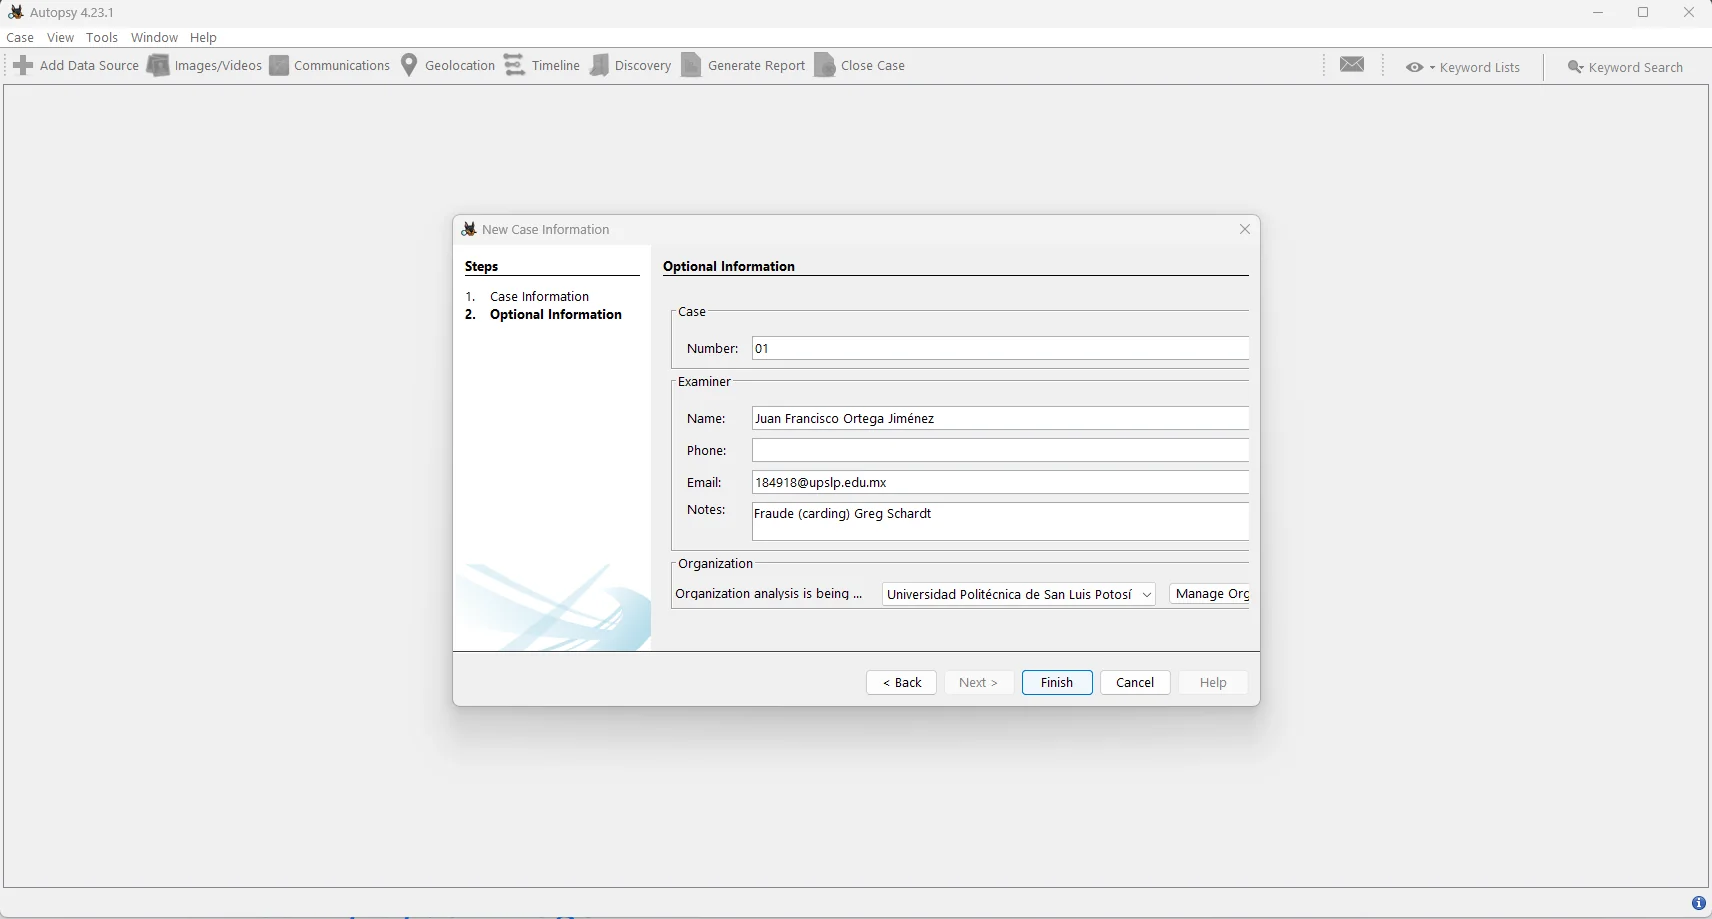 Autopsy 4.23.1
Case View Tools Window Help
Add Data Source Images/Videos Communications Geolocation Timeline Discovery Generate Report Close Case Keyword Lists Keyword Search
New Case Information
Steps
1. Case Information
2. Optional Information
Optional Information
Case
Number: 01
Examiner
Name: Juan Francisco Ortega Jiménez
Phone:
Email: 184918@upslp.edu.mx
Notes: Fraude (carding) Greg Schardt
Organization
Organization analysis is being ... Universidad Politécnica de San Luis Potosí Manage Org
< Back Next > Finish Cancel Help